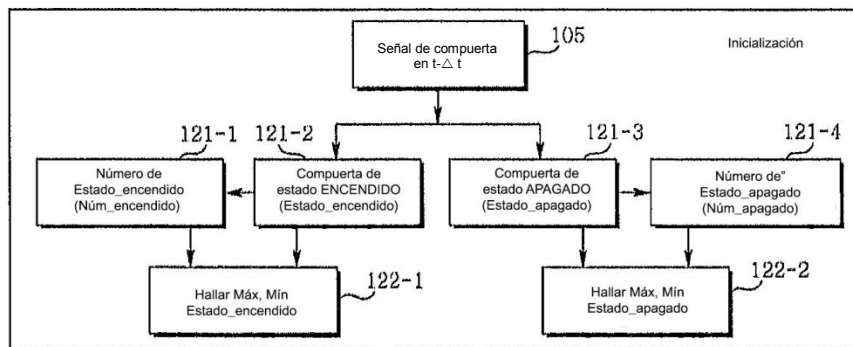 Señal de compuerta
en t-△ t
105
Inicialización
121-1
121-2
121-3
121-4
Número de
Estado_encendido
(Núm_encendido)
Compuerta de
estado ENCENDIDO
(Estado_encendido)
Compuerta de
estado APAGADO
(Estado_apagado)
Número de"
Estado_apagado
(Núm_apagado)
Hallar Máx, Mín
Estado_encendido
122-1
Hallar Máx, Mín
Estado_apagado
122-2